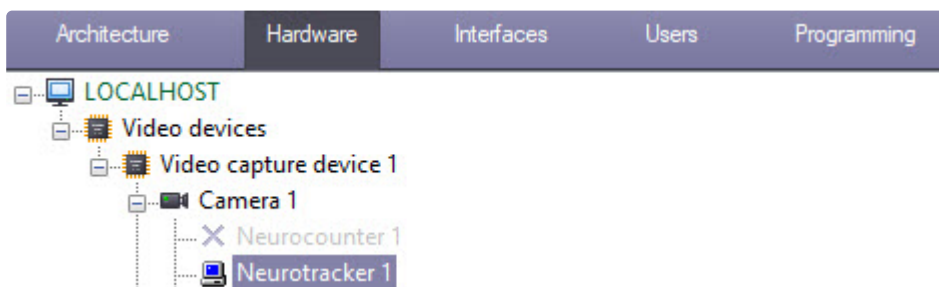 Architecture Hardware Interfaces Users Programming
LOCALHOST
Video devices
Video capture device 1
Camera 1
Neurocounter 1
Neurotracker 1